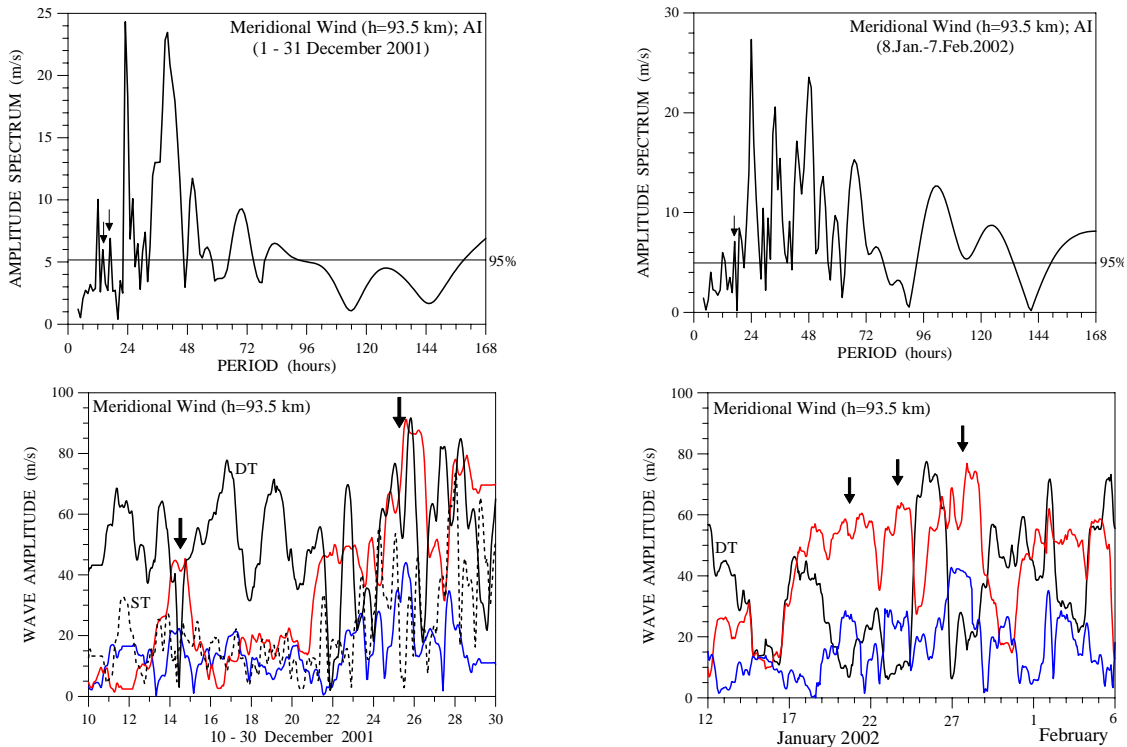 Meridional Wind (h=93.5 km); AI
(1 - 31 December 2001)
AMPLITUDE SPECTRUM (m/s)
25
20
15
10
5
0
95%
0 24 48 72 96 120 144 168
PERIOD (hours)
Meridional Wind (h=93.5 km); AI
(8.Jan.-7.Feb.2002)
AMPLITUDE SPECTRUM (m/s)
30
20
10
0
95%
0 24 48 72 96 120 144 168
PERIOD (hours)
Meridional Wind (h=93.5 km)
WAVE AMPLITUDE (m/s)
100
80
60
40
20
0
DT
ST
10 12 14 16 18 20 22 24 26 28 30
10 - 30 December 2001
Meridional Wind (h=93.5 km)
WAVE AMPLITUDE (m/s)
100
80
60
40
20
0
DT
12 17 22 27 1 6
January 2002 February